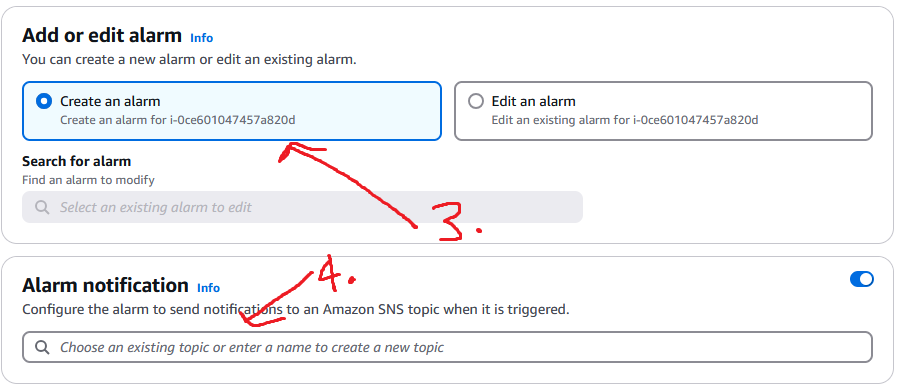 Add or edit alarm Info
You can create a new alarm or edit an existing alarm.
Create an alarm
Create an alarm for i-0ce601047457a820d
Edit an alarm
Edit an existing alarm for i-0ce601047457a820d
Search for alarm
Find an alarm to modify
Select an existing alarm to edit
3.
4.
Alarm notification Info
Configure the alarm to send notifications to an Amazon SNS topic when it is triggered.
Choose an existing topic or enter a name to create a new topic